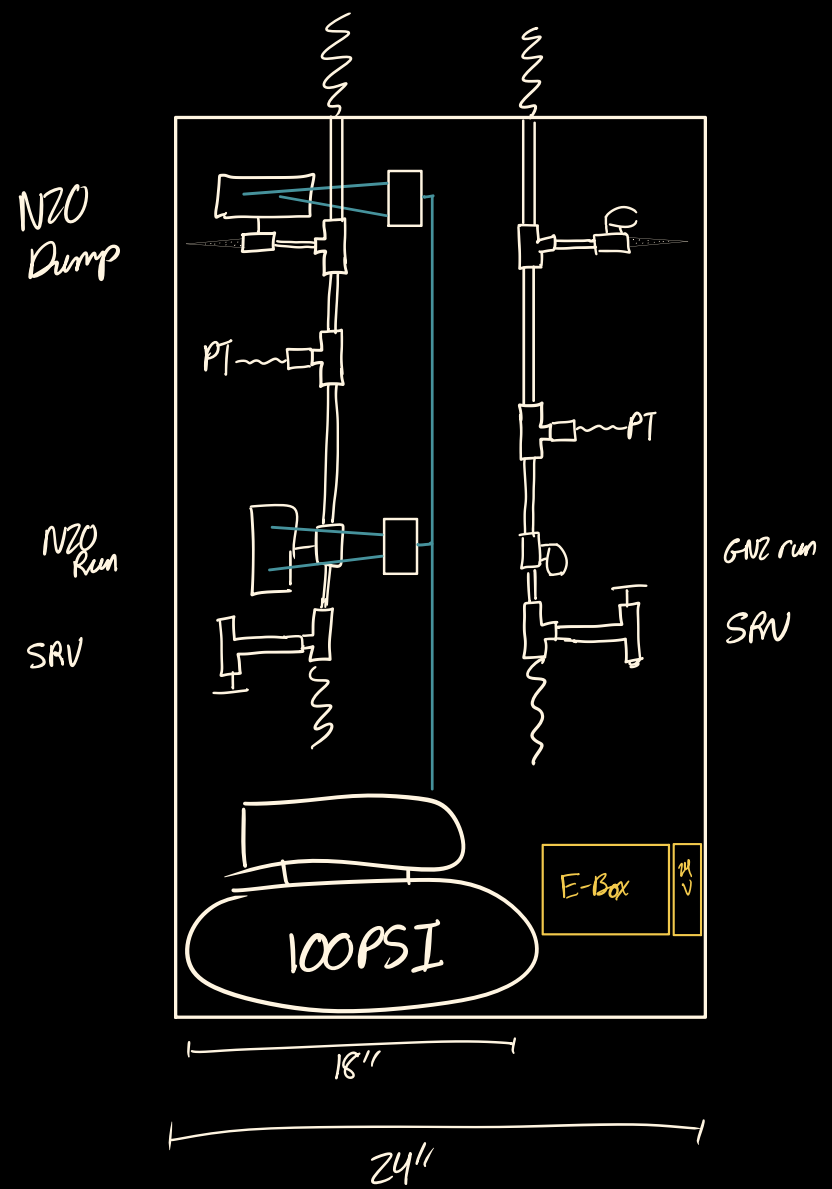 N2O
Dump
PT
PT
N2O
Run
GN2 run
SRV
SRV
E-Box
24
V
100PSI
18"
24"